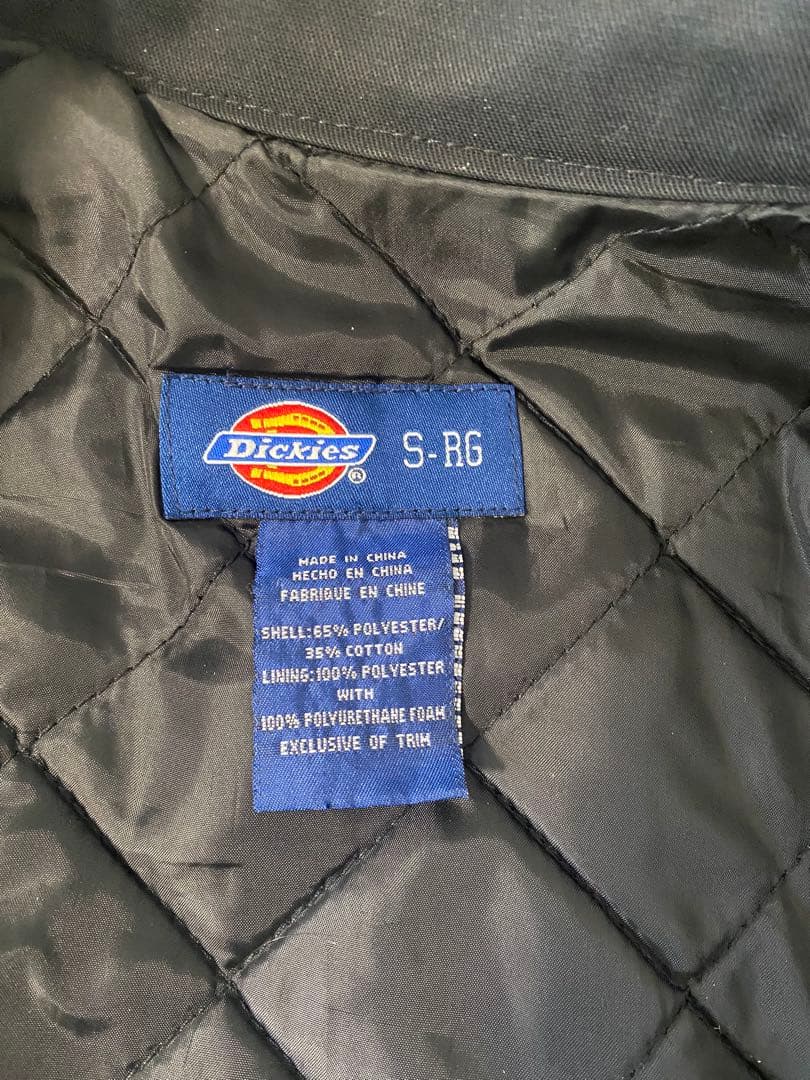 Dickies ® S-RG
MADE IN CHINA
HECHO EN CHINA
FABRIQUE EN CHINE
SHELL:65% POLYESTER/
35% COTTON
LINING:100% POLYESTER
WITH
100% POLYURETHANE FOAM
EXCLUSIVE OF TRIM